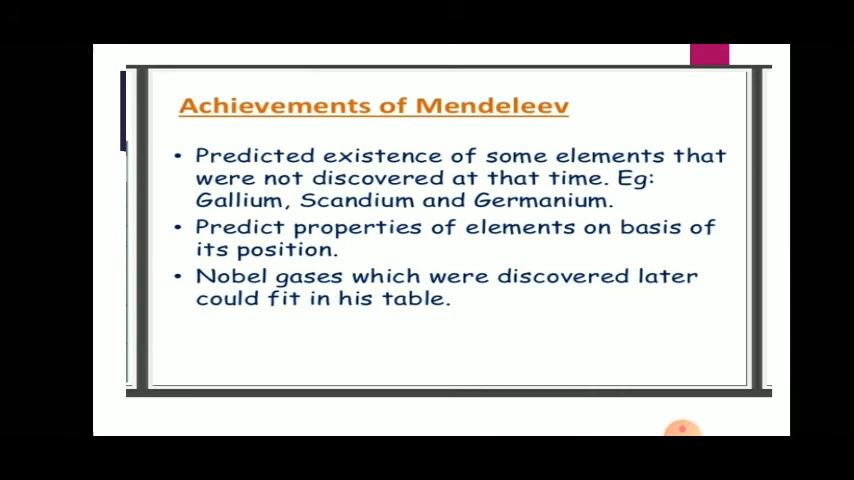 Achievements of Mendeleev
• Predicted existence of some elements that
were not discovered at that time. Eg:
Gallium, Scandium and Germanium.
• Predict properties of elements on basis of
its position.
• Nobel gases which were discovered later
could fit in his table.